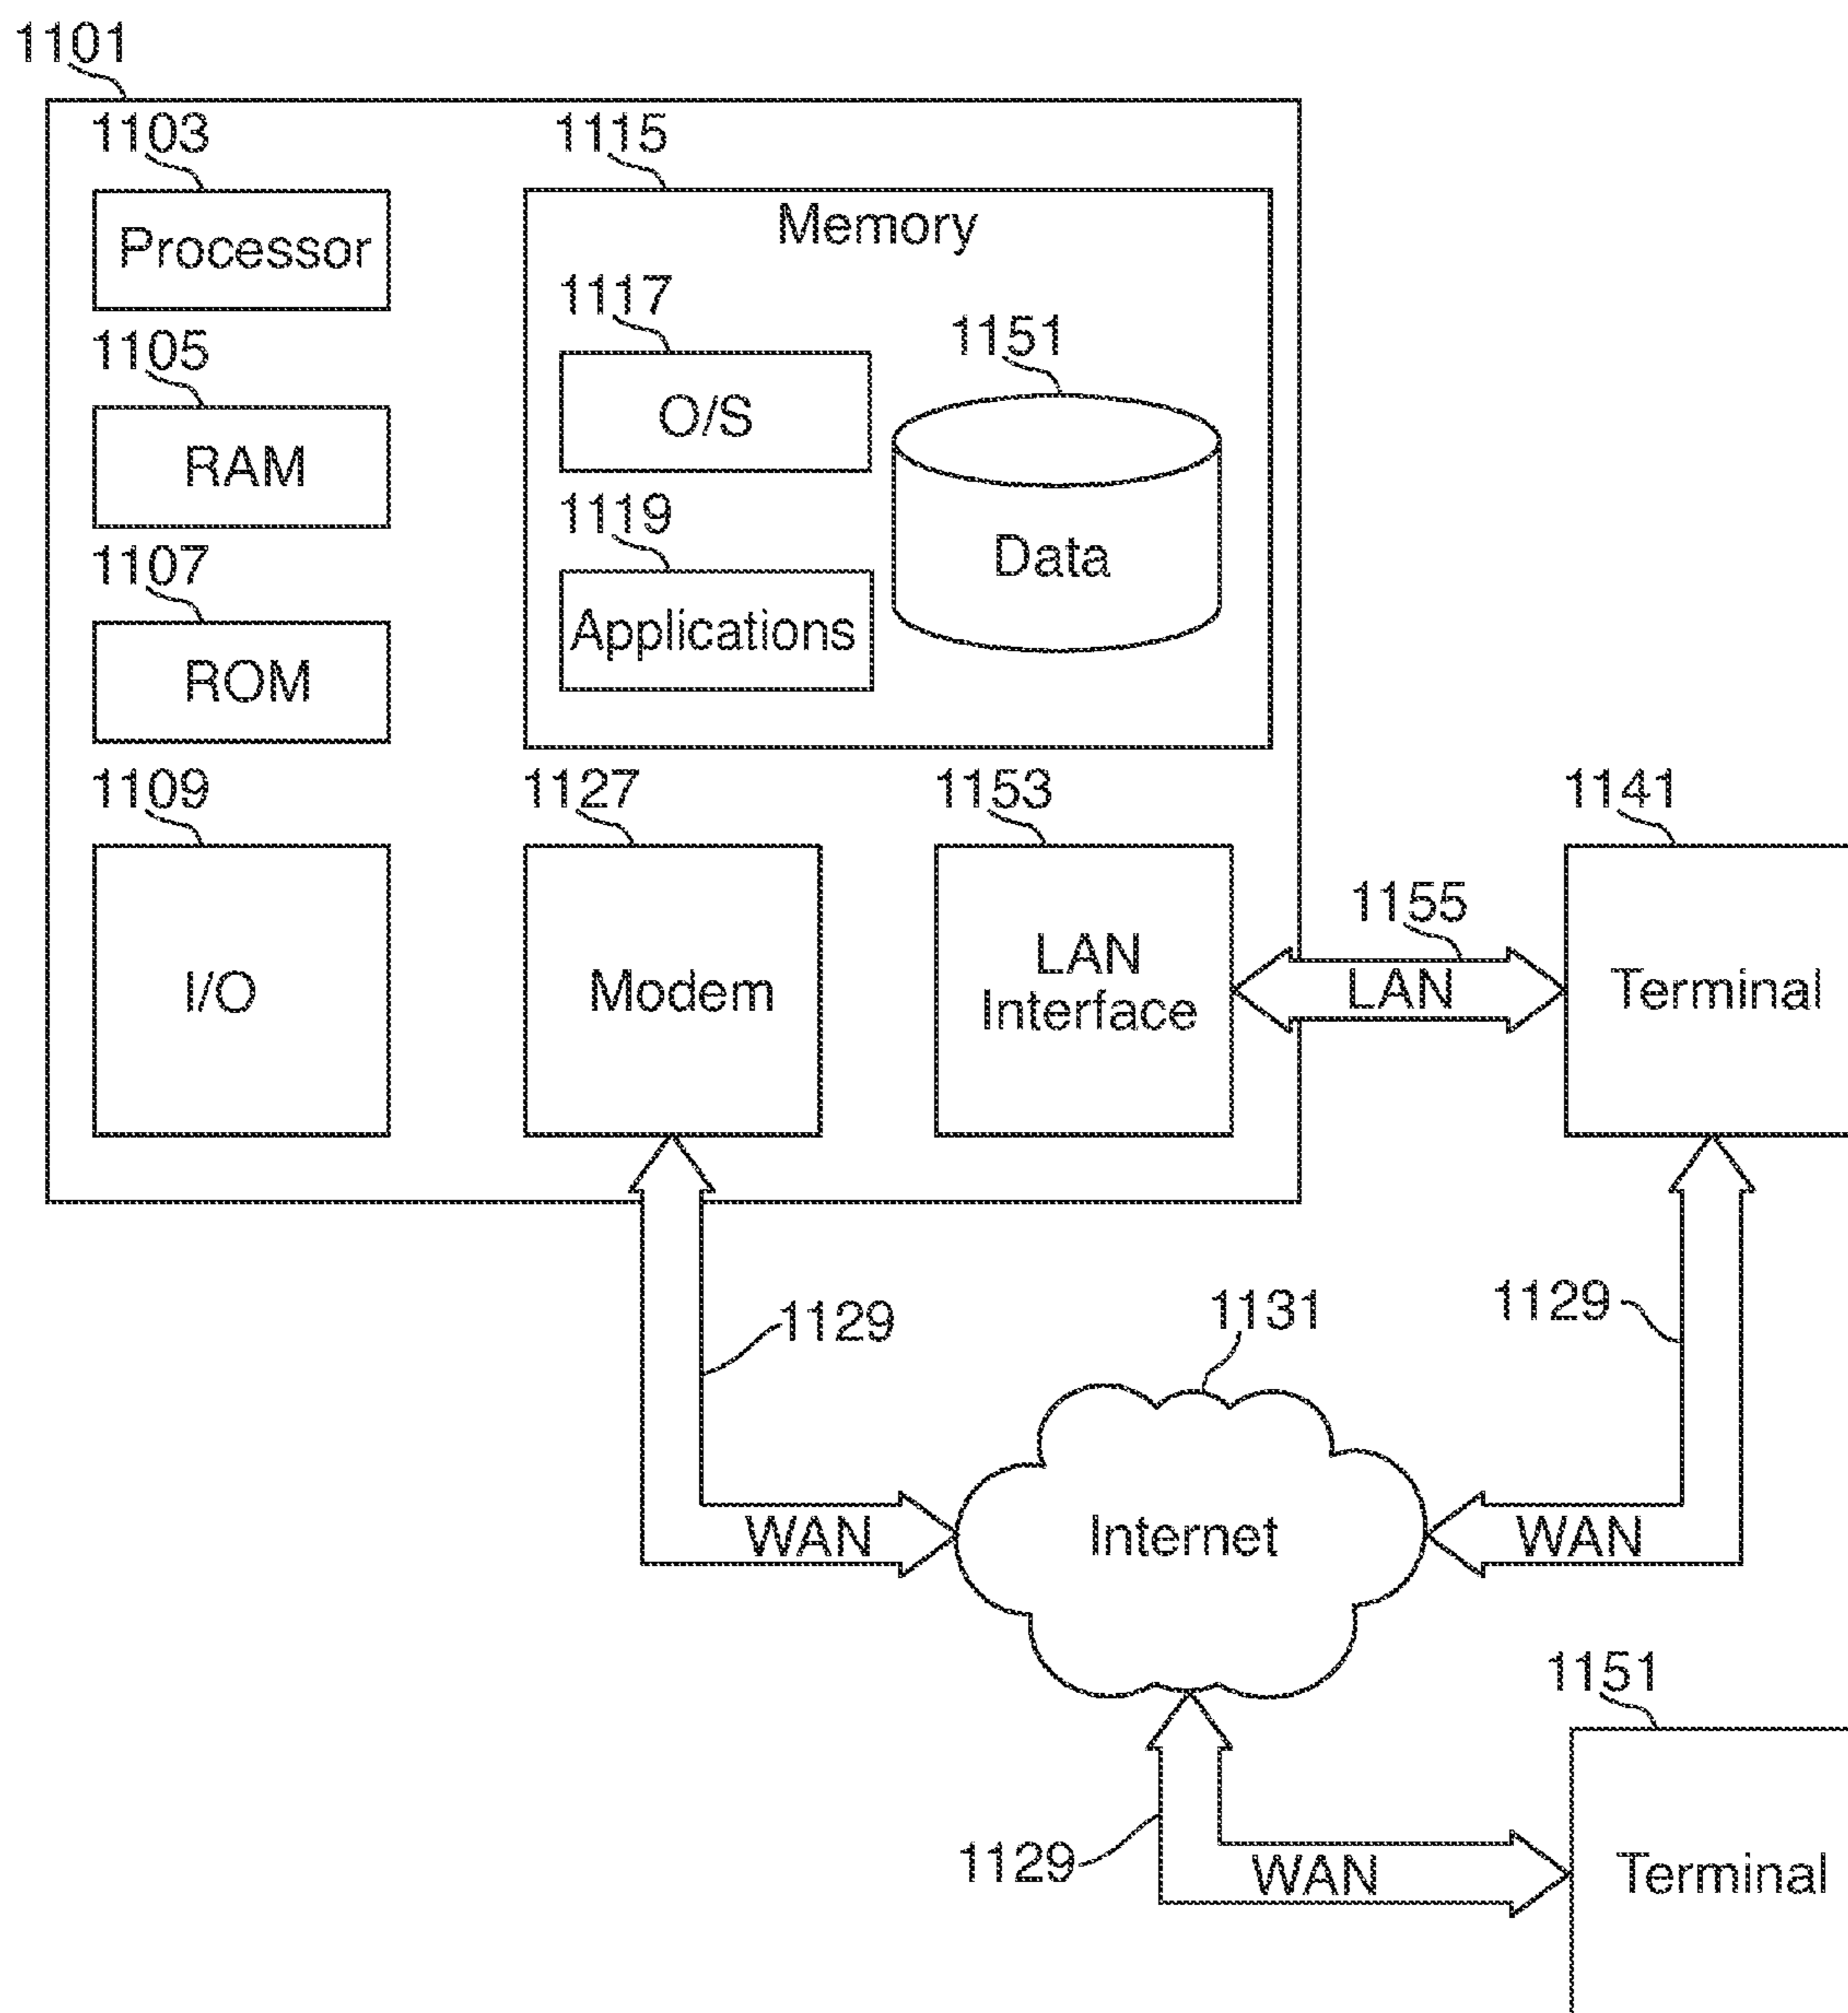 1101
1103
1115
Processor
Memory
1117
1151
1105
O/S
RAM
1119
Data
1107
Applications
ROM
1109
1127
1153
1141
1155
I/O
Modem
LAN
Interface
LAN
Terminal
1129
1131
1129
WAN
Internet
WAN
1151
1129
WAN
Terminal